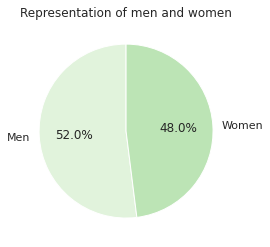 Representation of men and women
Men
52.0%
48.0%
Women